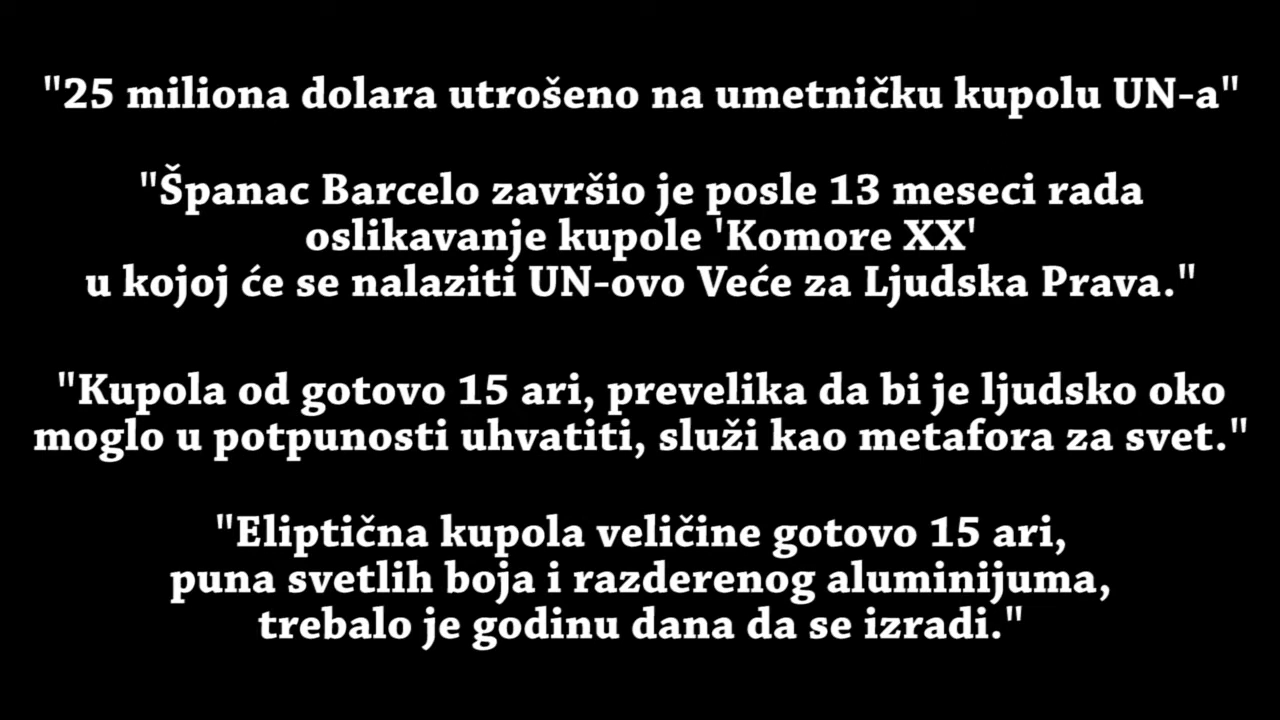 "25 miliona dolara utrošeno na umetničku kupolu UN-a"
"Španac Barcelo završio je posle 13 meseci rada
oslikavanje kupole 'Komore XX'
u kojoj će se nalaziti UN-ovo Veće za Ljudska Prava."
"Kupola od gotovo 15 ari, prevelika da bi je ljudsko oko
moglo u potpunosti uhvatiti, služi kao metafora za svet."
"Eliptična kupola veličine gotovo 15 ari,
puna svetlih boja i razderenog aluminijuma,
trebalo je godinu dana da se izradi."